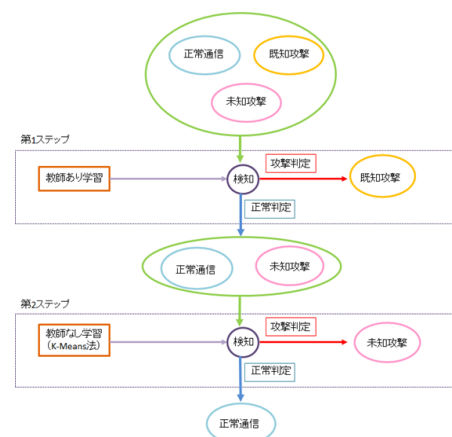 正常通信
既知攻撃
未知攻撃
第1ステップ
教師あり学習
検知
攻撃判定
既知攻撃
正常判定
正常通信
未知攻撃
第2ステップ
教師なし学習
(K-Means法)
検知
攻撃判定
未知攻撃
正常判定
正常通信